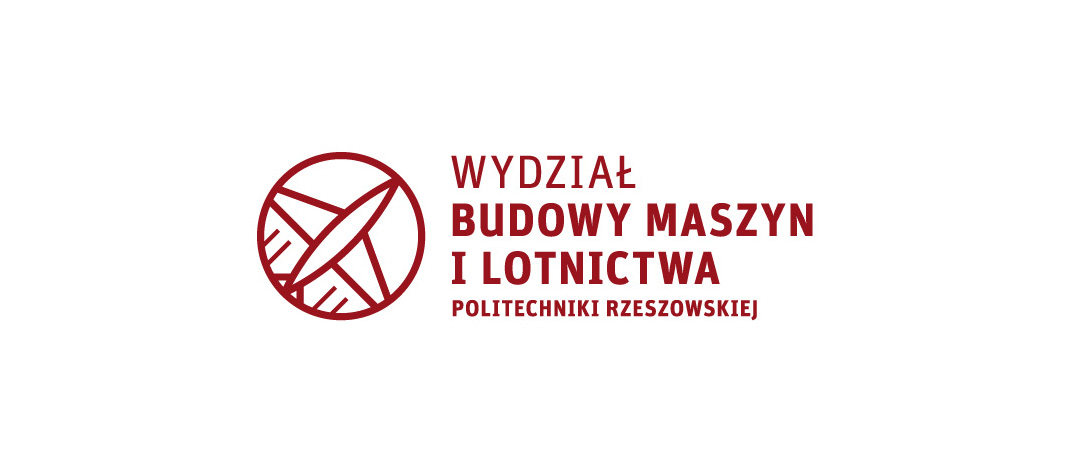 WYDZIAŁ
BUDOWY MASZYN
I LOTNICTWA
POLITECHNIKI RZESZOWSKIEJ